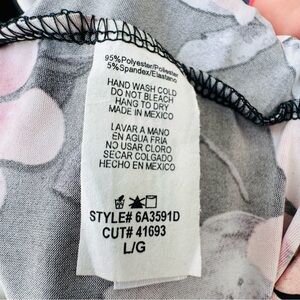 95%Polyester/Poliester
5%Spandex/Elastano
HAND WASH COLD
DO NOT BLEACH
HANG TO DRY
MADE IN MEXICO
LAVAR A MANO
EN AGUA FRIA
NO USAR CLORO
SECAR COLGADO
HECHO EN MEXICO
STYLE# 6A3591D
CUT# 41693
L/G